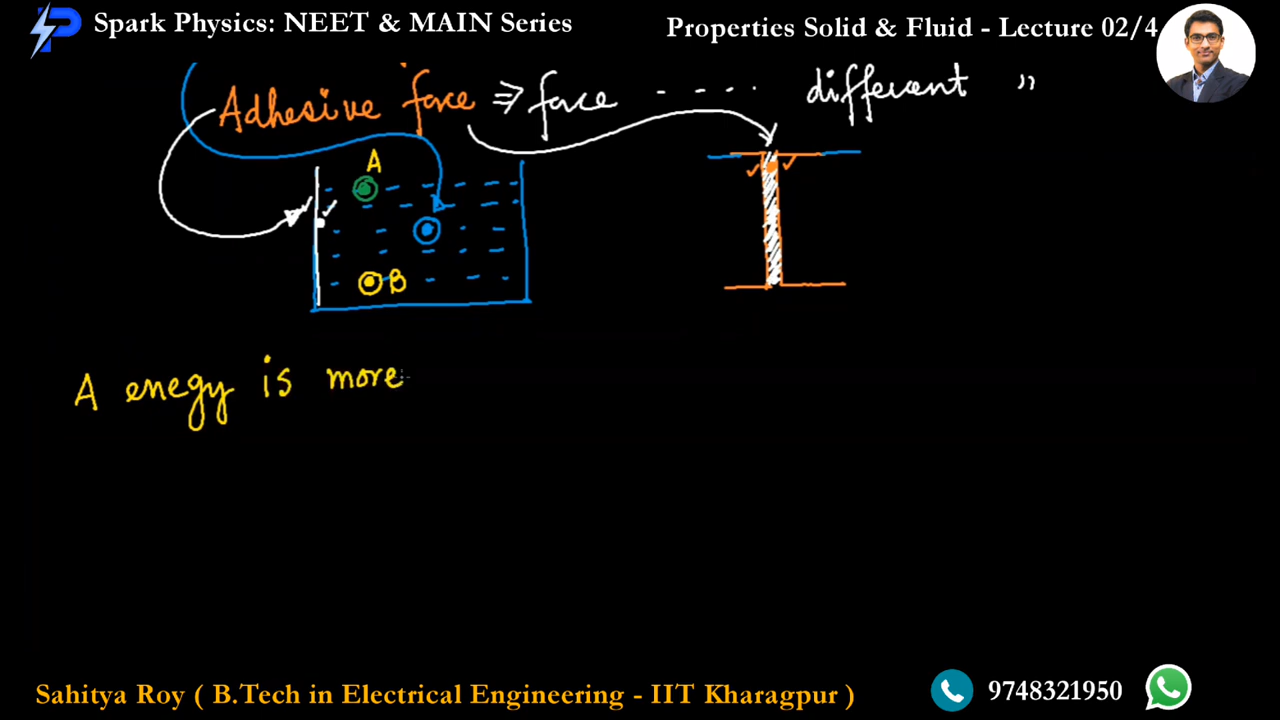 Spark Physics: NEET & MAIN Series
Properties Solid & Fluid - Lecture 02/4
Adhesive force ⇒ force - - - - different "
A
B
A enegy is more
Sahitya Roy ( B.Tech in Electrical Engineering - IIT Kharagpur )
9748321950